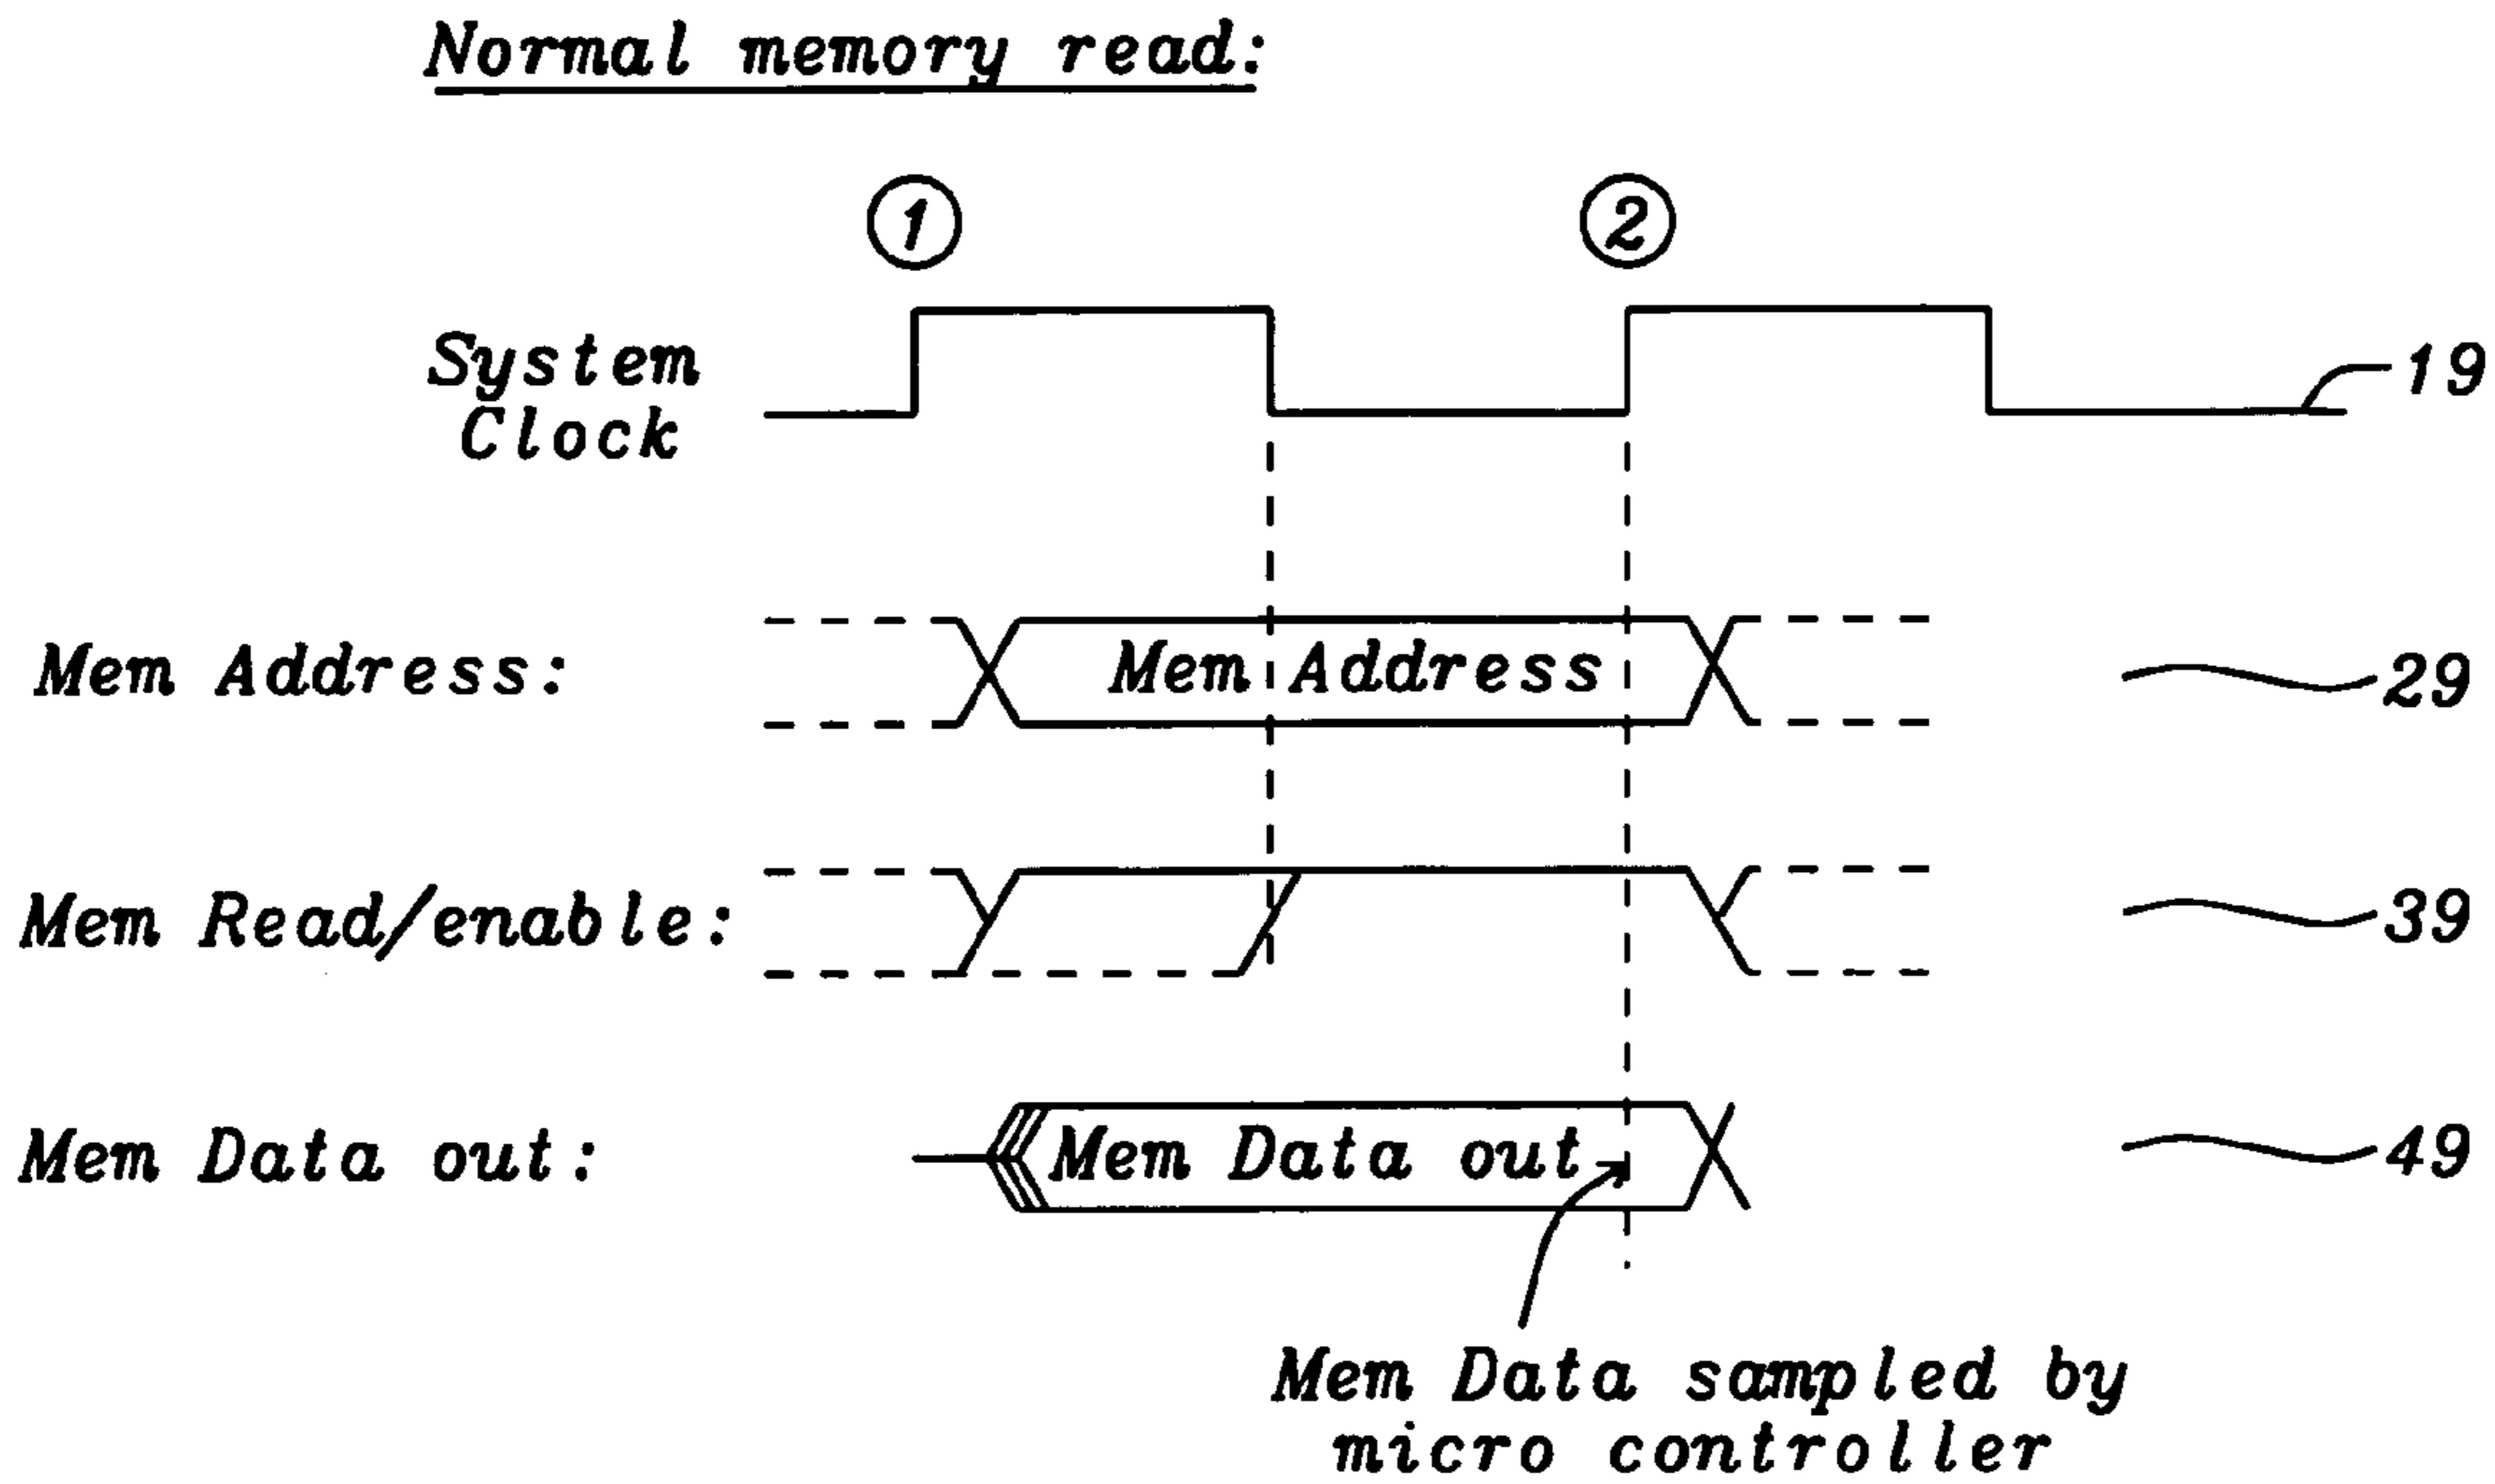 Normal memory read:
1 2
System
Clock
19
Mem Address: Mem Address 29
Mem Read/enable: 39
Mem Data out: Mem Data out 49
Mem Data sampled by
micro controller